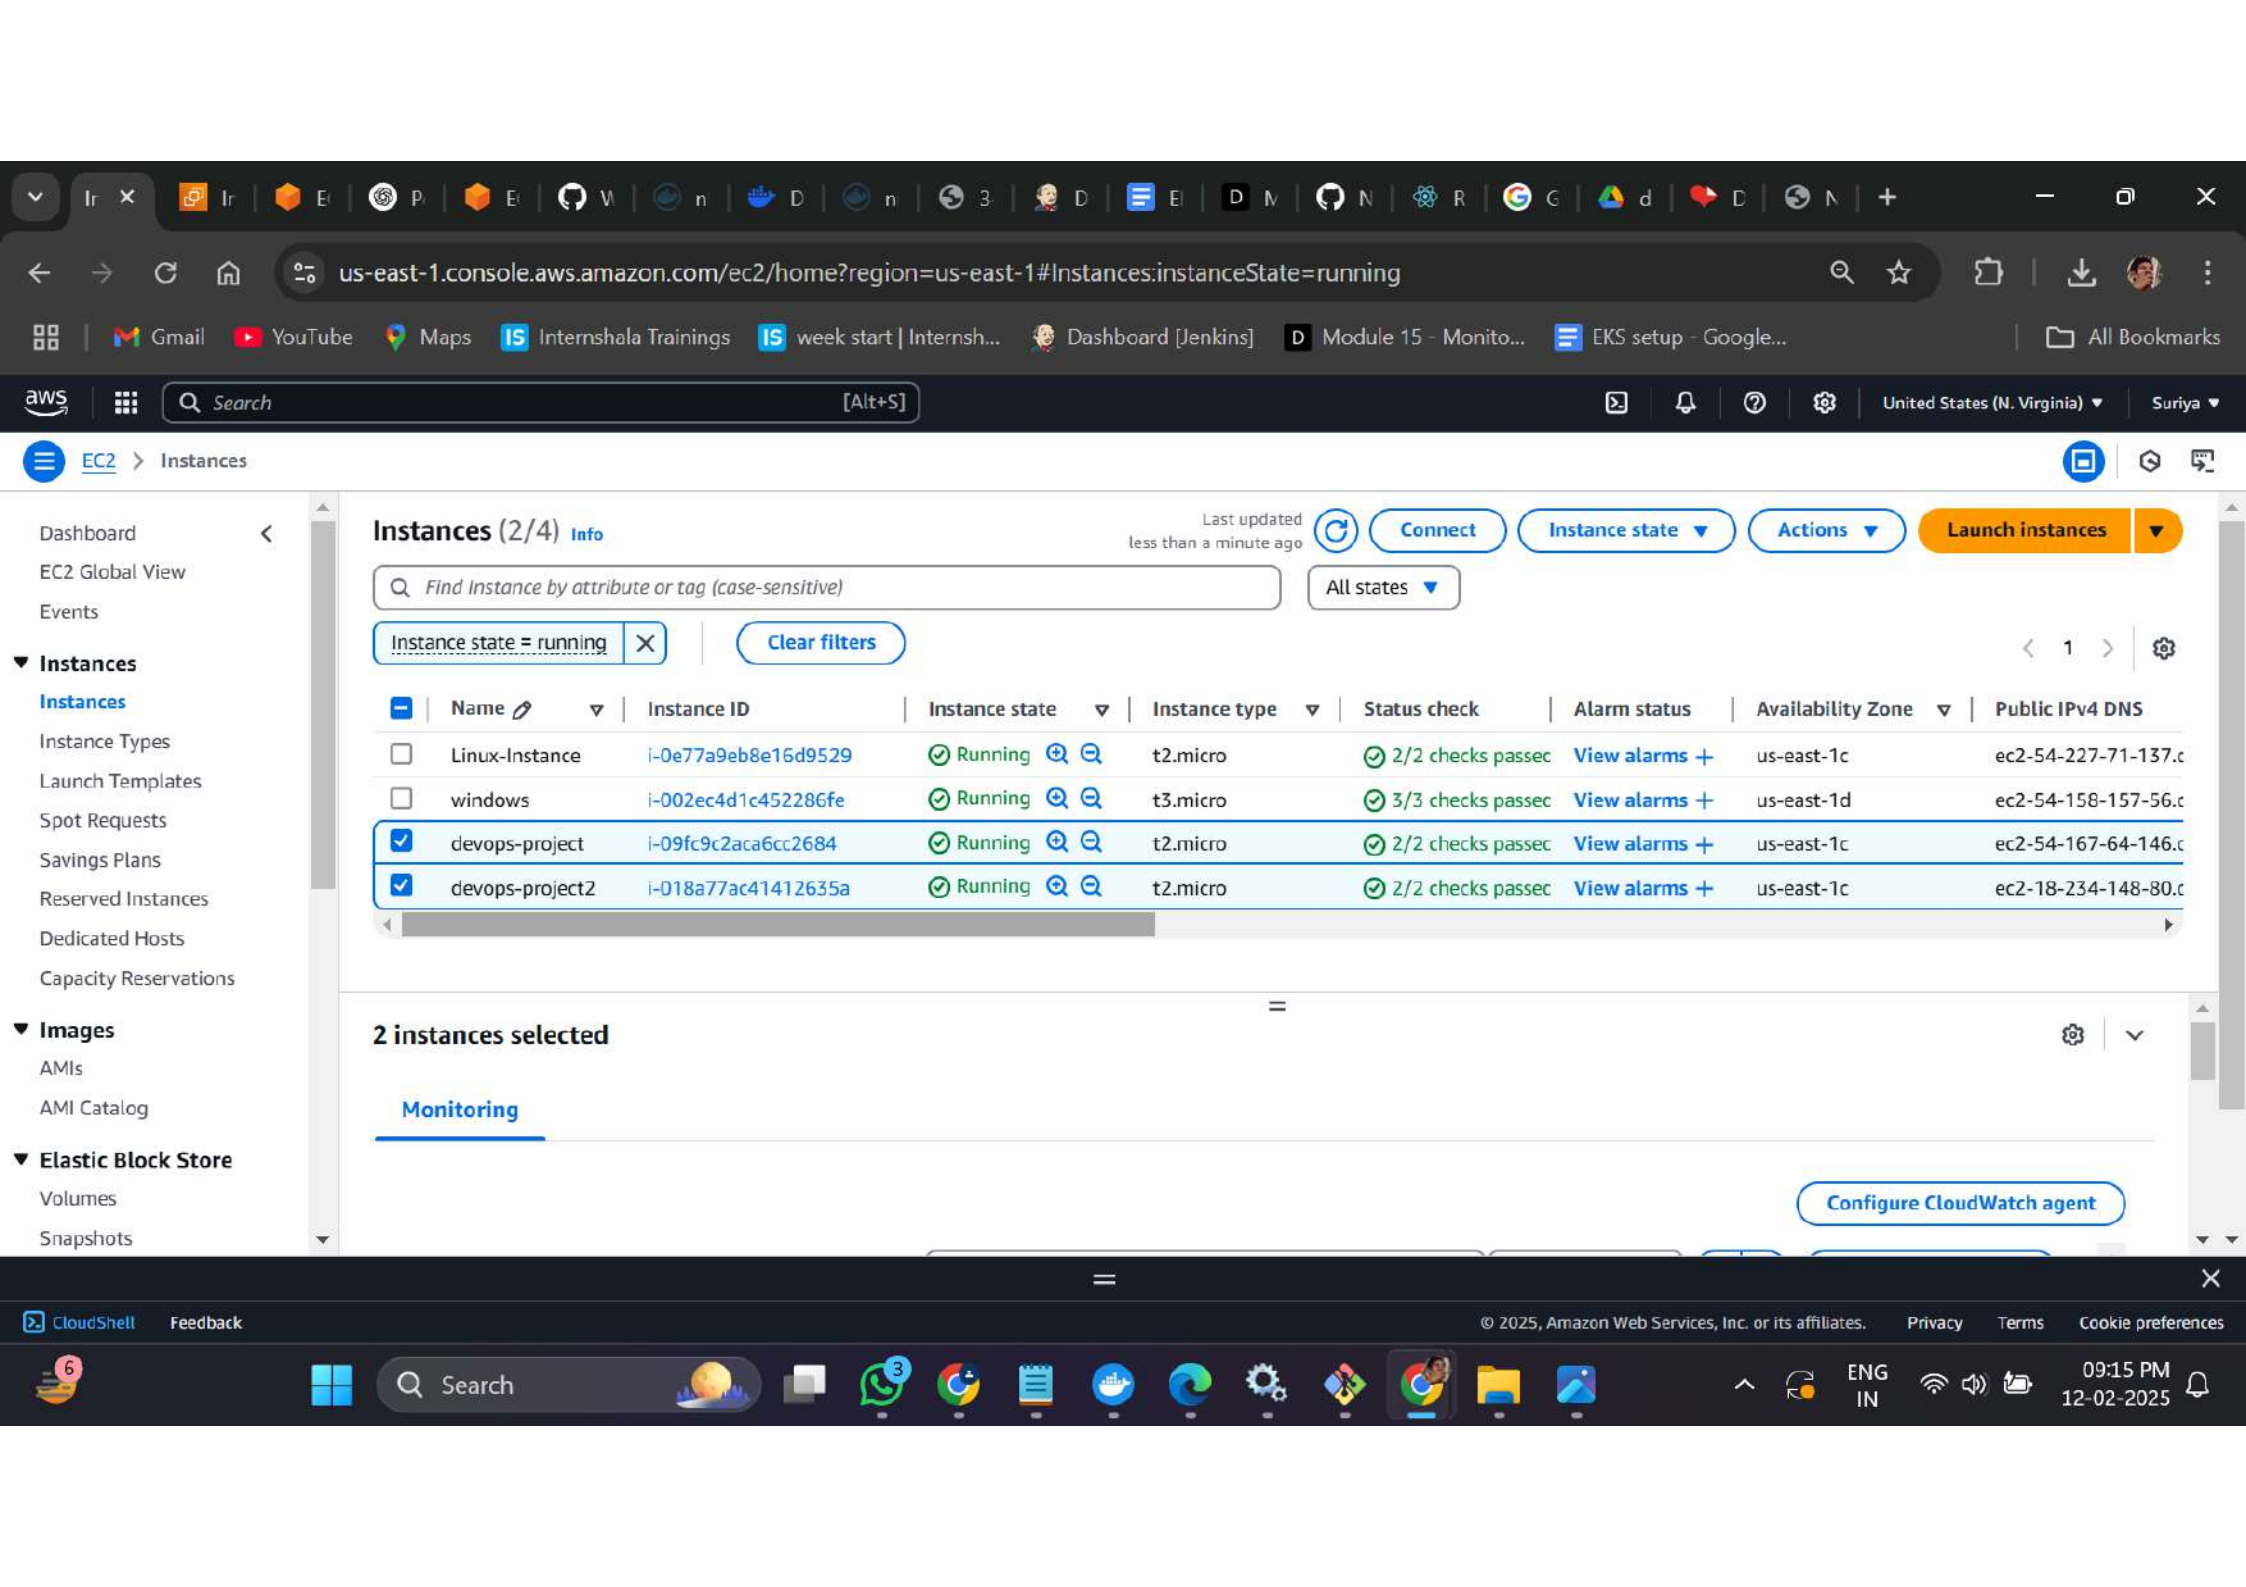 Ir
Ir
E
P
E
W
n
D
n
3
D
El
D
M
N
R
G
d
D
N
us-east-1.console.aws.amazon.com/ec2/home?region=us-east-1#Instances:instanceState=running
Gmail
YouTube
Maps
IS Internshala Trainings
IS week start | Internsh...
Dashboard [Jenkins]
D Module 15 - Monito...
EKS setup - Google...
All Bookmarks
aws
Search
[Alt+S]
United States (N. Virginia)
Suriya
EC2 > Instances
Dashboard
EC2 Global View
Events
Instances
Instances
Instance Types
Launch Templates
Spot Requests
Savings Plans
Reserved Instances
Dedicated Hosts
Capacity Reservations
Images
AMIs
AMI Catalog
Elastic Block Store
Volumes
Snapshots
Instances (2/4) Info
Last updated
less than a minute ago
Connect
Instance state
Actions
Launch instances
Find Instance by attribute or tag (case-sensitive)
All states
Instance state = running
Clear filters
1
Name Instance ID Instance state Instance type Status check Alarm status Availability Zone Public IPv4 DNS
Linux-Instance i-0e77a9eb8e16d9529 Running t2.micro 2/2 checks passec View alarms + us-east-1c ec2-54-227-71-137.c
windows i-002ec4d1c452286fe Running t3.micro 3/3 checks passec View alarms + us-east-1d ec2-54-158-157-56.c
devops-project i-09fc9c2aca6cc2684 Running t2.micro 2/2 checks passec View alarms + us-east-1c ec2-54-167-64-146.c
devops-project2 i-018a77ac41412635a Running t2.micro 2/2 checks passec View alarms + us-east-1c ec2-18-234-148-80.c
2 instances selected
Monitoring
Configure CloudWatch agent
CloudShell
Feedback
© 2025, Amazon Web Services, Inc. or its affiliates.
Privacy
Terms
Cookie preferences
6
Search
3
ENG
IN
09:15 PM
12-02-2025